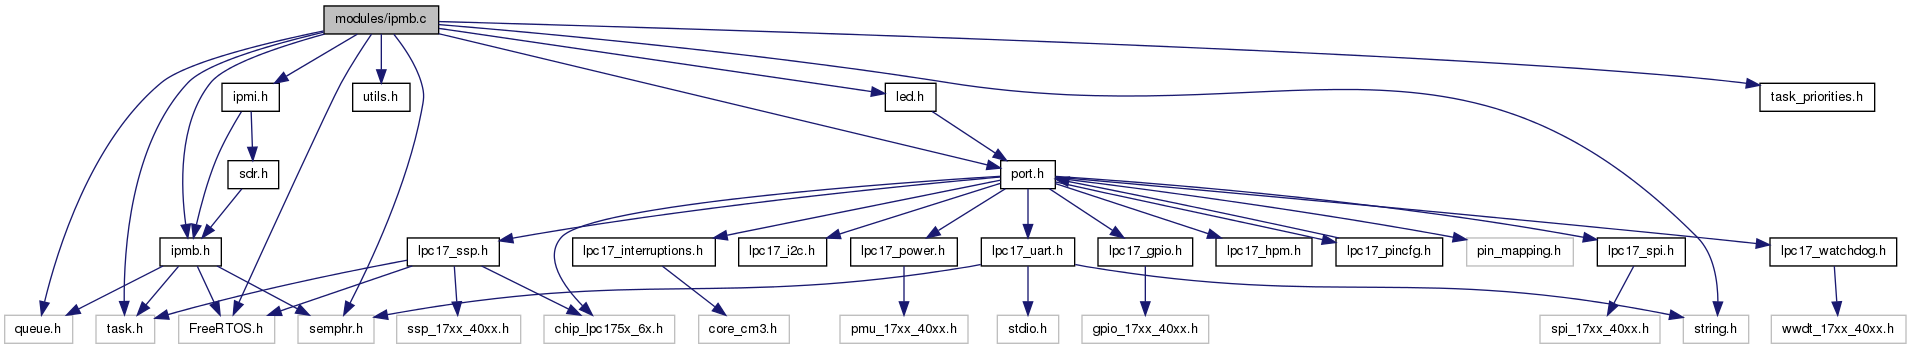 modules/ipmb.c
ipmi.h
utils.h
led.h
task_priorities.h
sdr.h
port.h
ipmb.h
lpc17_ssp.h
lpc17_interruptions.h
lpc17_i2c.h
lpc17_power.h
lpc17_uart.h
lpc17_gpio.h
lpc17_hpm.h
lpc17_pincfg.h
pin_mapping.h
lpc17_spi.h
lpc17_watchdog.h
queue.h
task.h
FreeRTOS.h
semphr.h
ssp_17xx_40xx.h
chip_lpc175x_6x.h
core_cm3.h
pmu_17xx_40xx.h
stdio.h
gpio_17xx_40xx.h
spi_17xx_40xx.h
string.h
wwdt_17xx_40xx.h